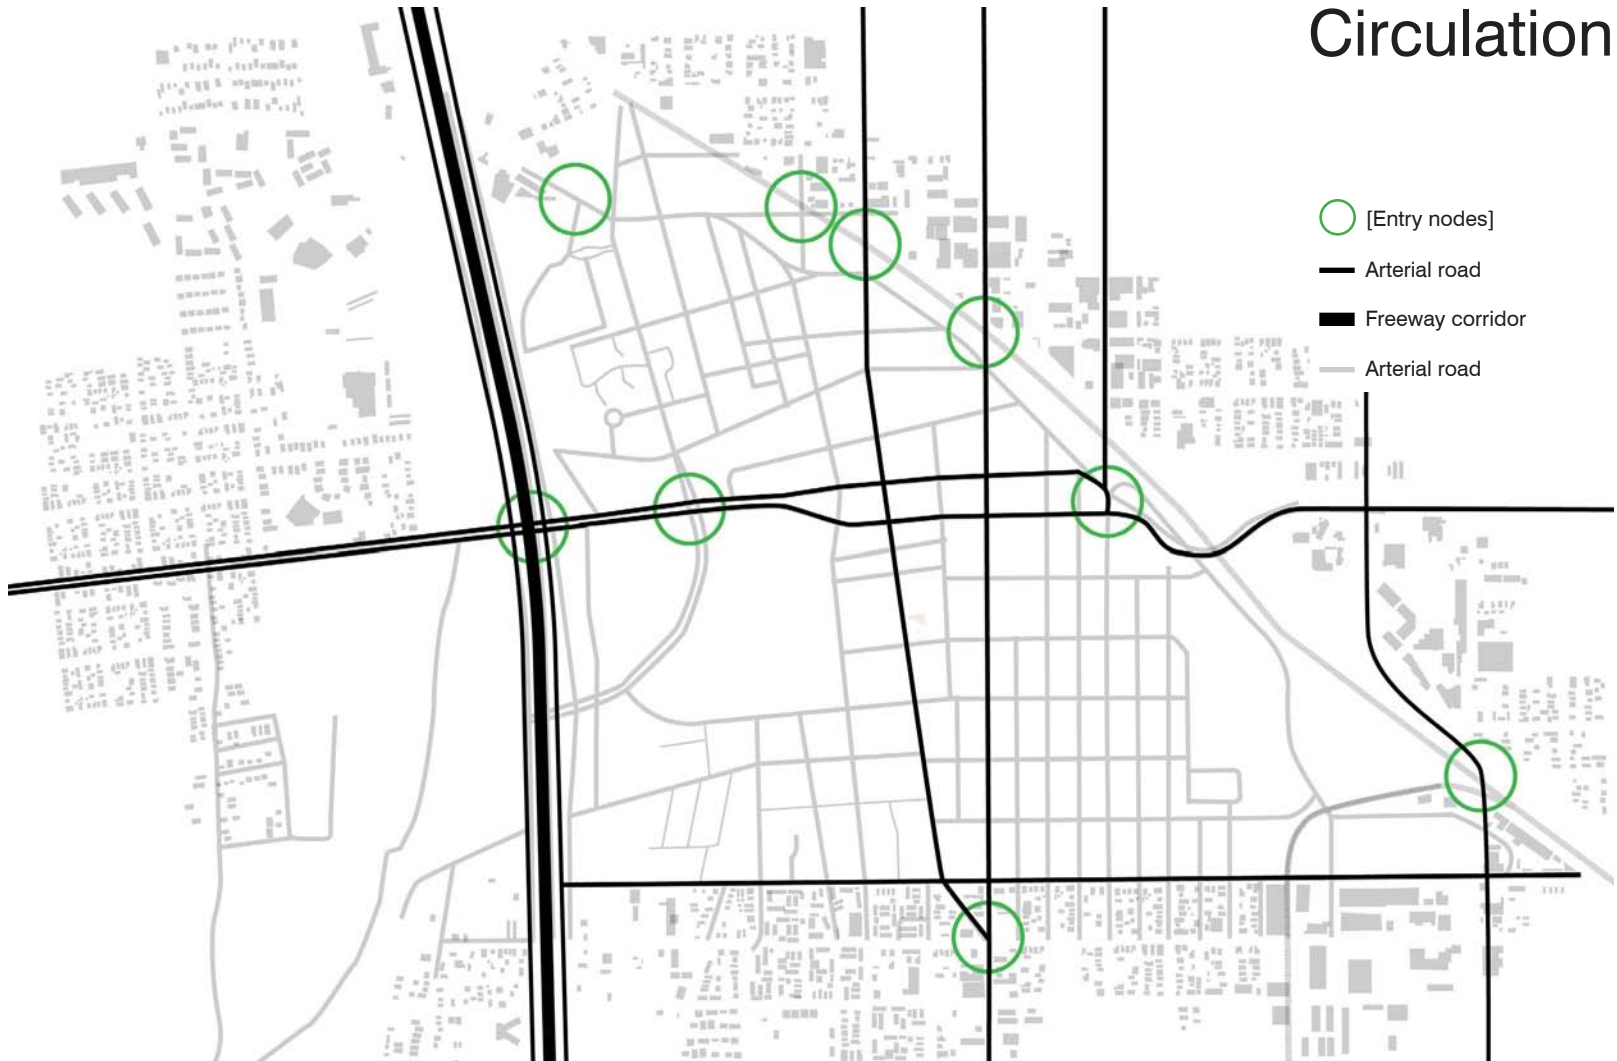 Circulation
[Entry nodes]
Arterial road
Freeway corridor
Arterial road